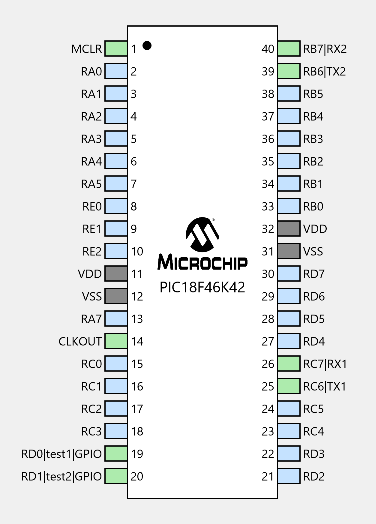 MCLR 1 40 RB7|RX2
RA0 2 39 RB6|TX2
RA1 3 38 RB5
RA2 4 37 RB4
RA3 5 36 RB3
RA4 6 35 RB2
RA5 7 34 RB1
RE0 8 33 RB0
RE1 9 32 VDD
RE2 10 31 VSS
VDD 11 30 RD7
VSS 12 29 RD6
RA7 13 28 RD5
CLKOUT 14 27 RD4
RC0 15 26 RC7|RX1
RC1 16 25 RC6|TX1
RC2 17 24 RC5
RC3 18 23 RC4
RD0|test1|GPIO 19 22 RD3
RD1|test2|GPIO 20 21 RD2
MICROCHIP
PIC18F46K42